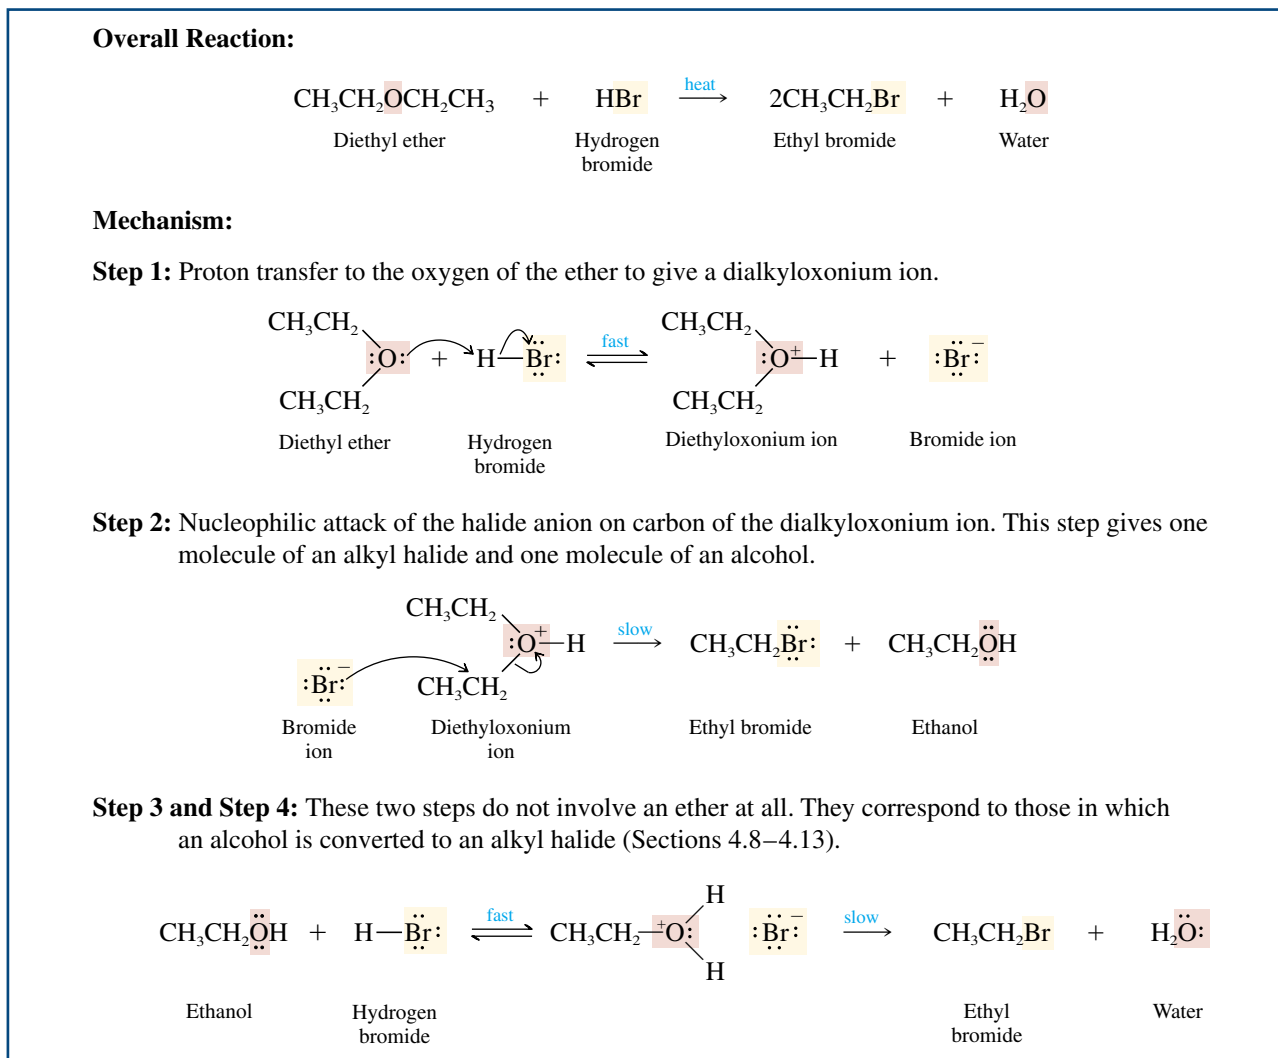 Overall Reaction:
CH₃CH₂OCH₂CH₃ + HBr heat → 2CH₃CH₂Br + H₂O
Diethyl ether Hydrogen bromide Ethyl bromide Water
Mechanism:
Step 1: Proton transfer to the oxygen of the ether to give a dialkyloxonium ion.
CH₃CH₂ CH₃CH₂
:O: + H—Br: fast ⇌ :O⁺—H + :Br:⁻
CH₃CH₂ CH₃CH₂
Diethyl ether Hydrogen bromide Diethyloxonium ion Bromide ion
Step 2: Nucleophilic attack of the halide anion on carbon of the dialkyloxonium ion. This step gives one
molecule of an alkyl halide and one molecule of an alcohol.
CH₃CH₂
:O⁺—H slow → CH₃CH₂Br: + CH₃CH₂OH
:Br:⁻ CH₃CH₂
Bromide ion Diethyloxonium ion Ethyl bromide Ethanol
Step 3 and Step 4: These two steps do not involve an ether at all. They correspond to those in which
an alcohol is converted to an alkyl halide (Sections 4.8–4.13).
H
CH₃CH₂OH + H—Br: fast ⇌ CH₃CH₂—⁺O: :Br:⁻ slow → CH₃CH₂Br + H₂O:
H
Ethanol Hydrogen bromide Ethyl bromide Water